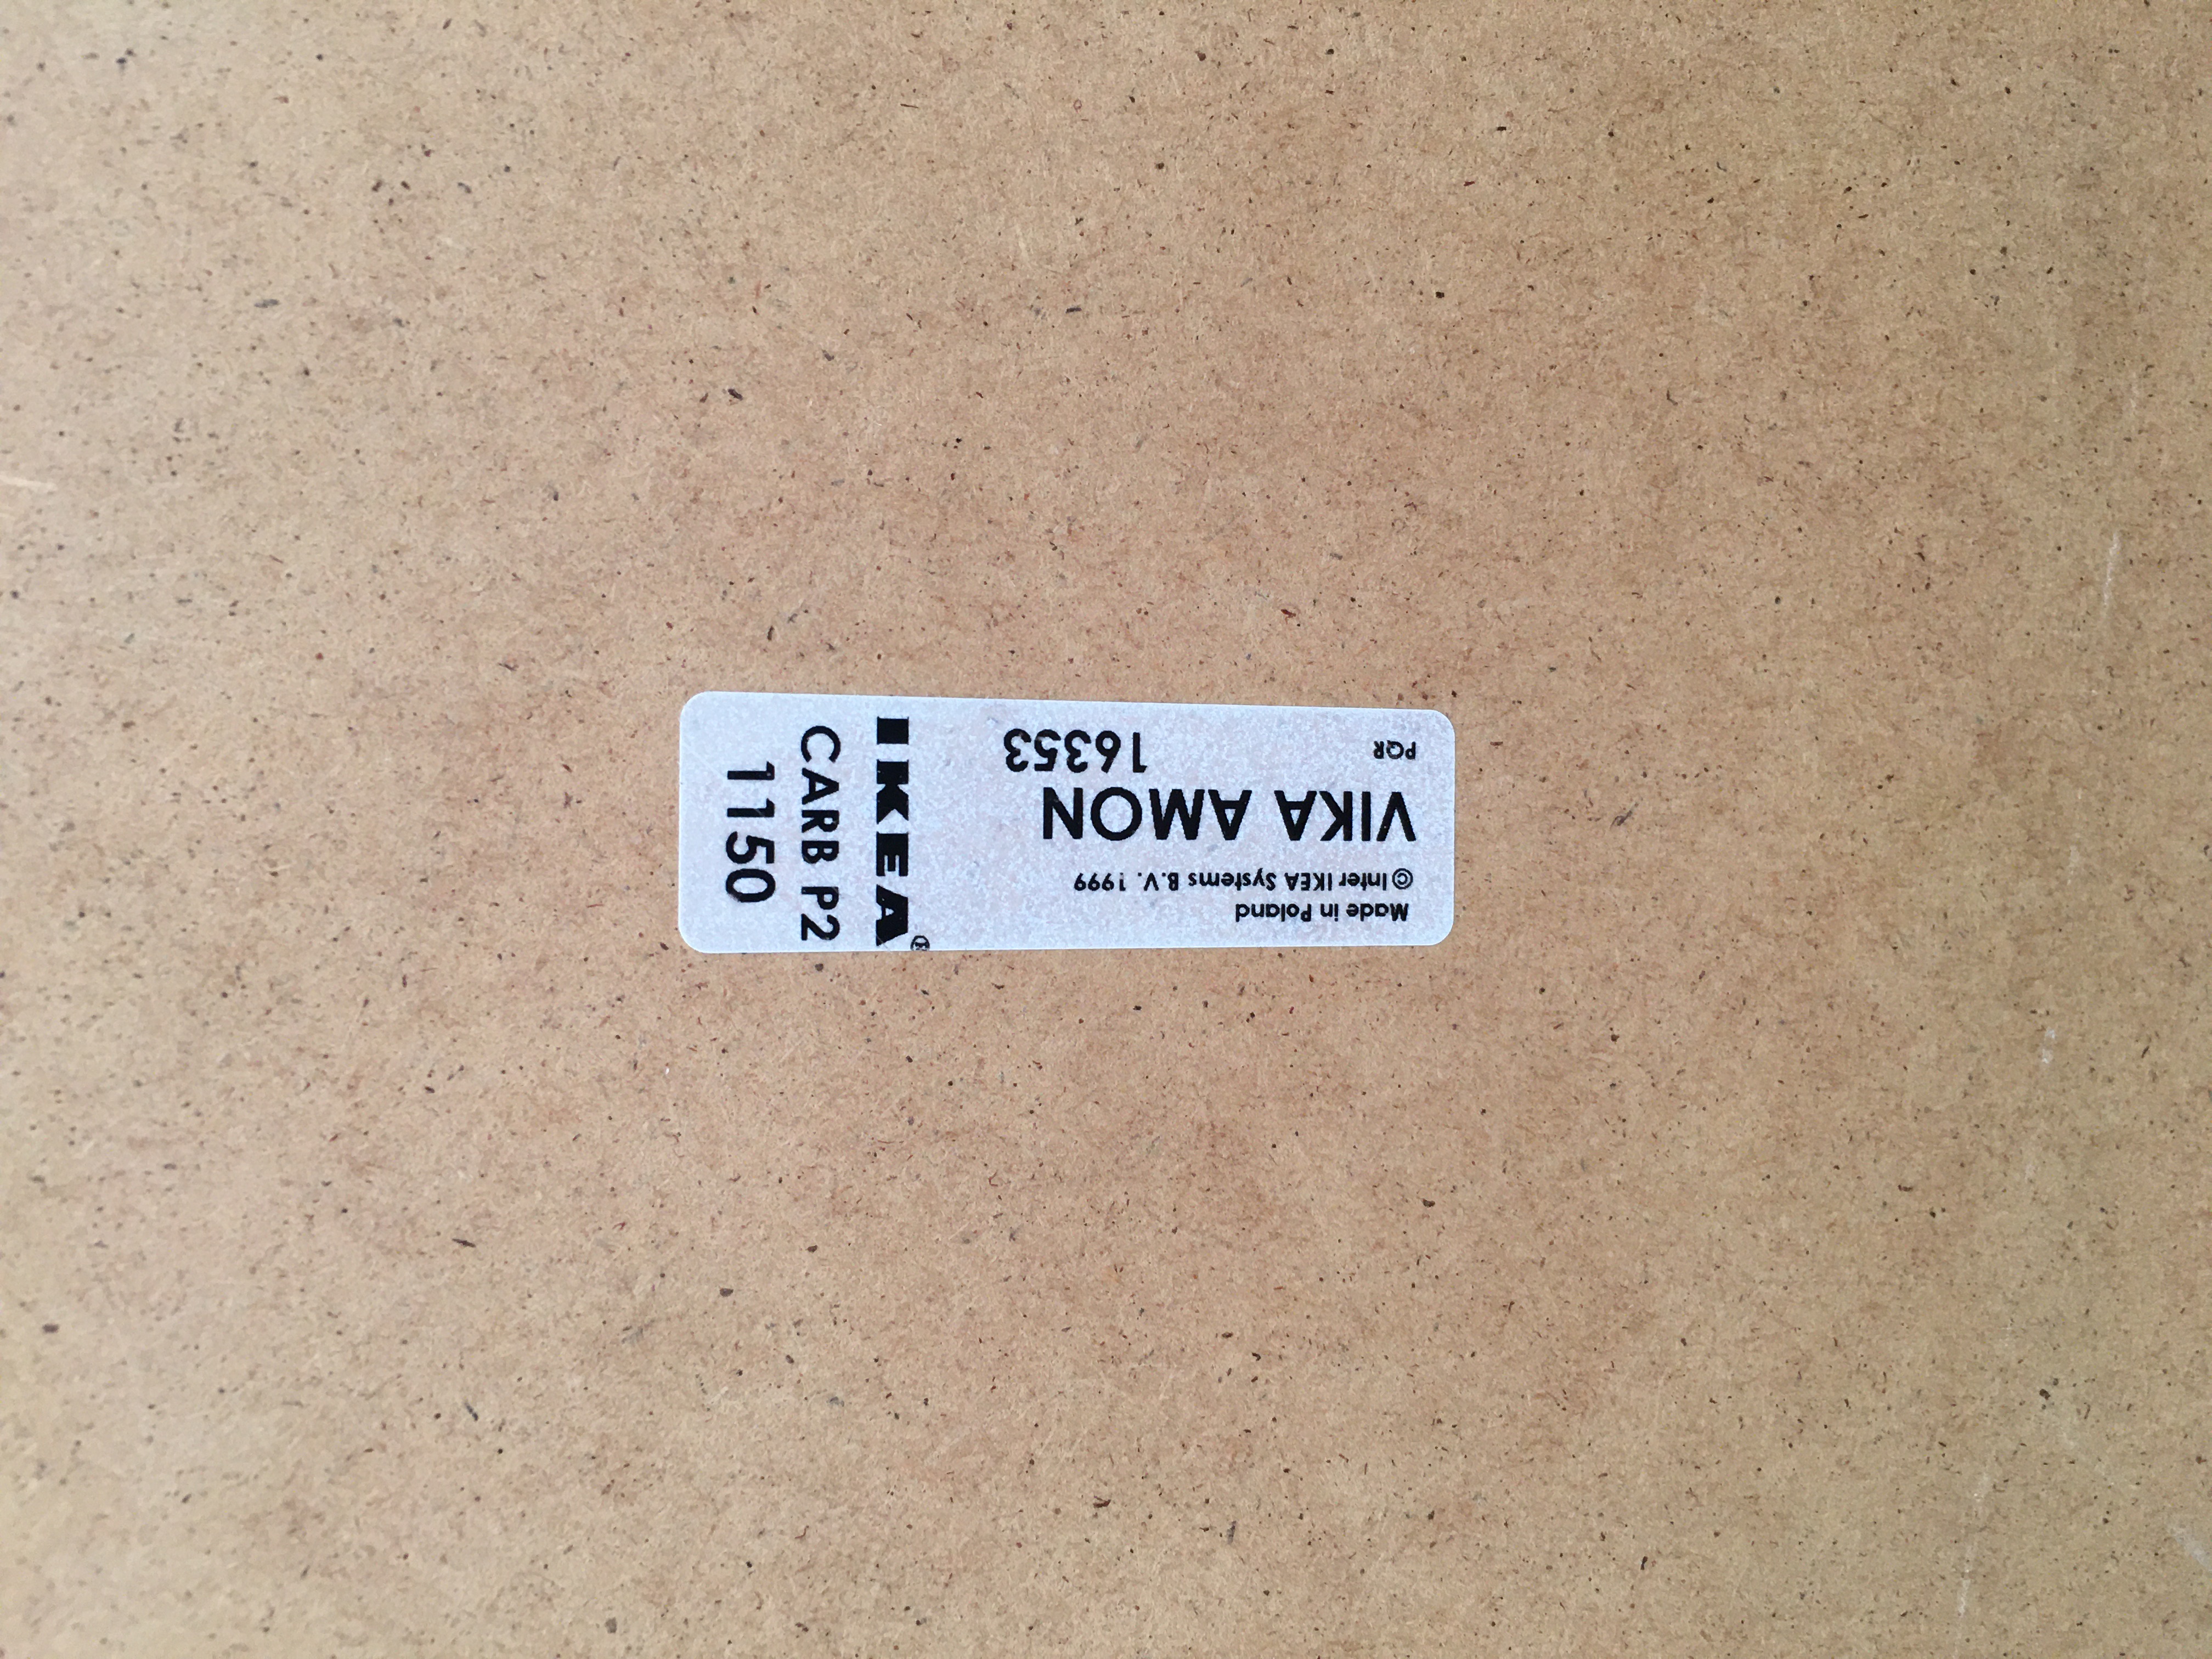 Made in Poland
© Inter IKEA Systems B.V. 1999
VIKA AMON
16353
PQR
IKEA®
CARB P2
1150